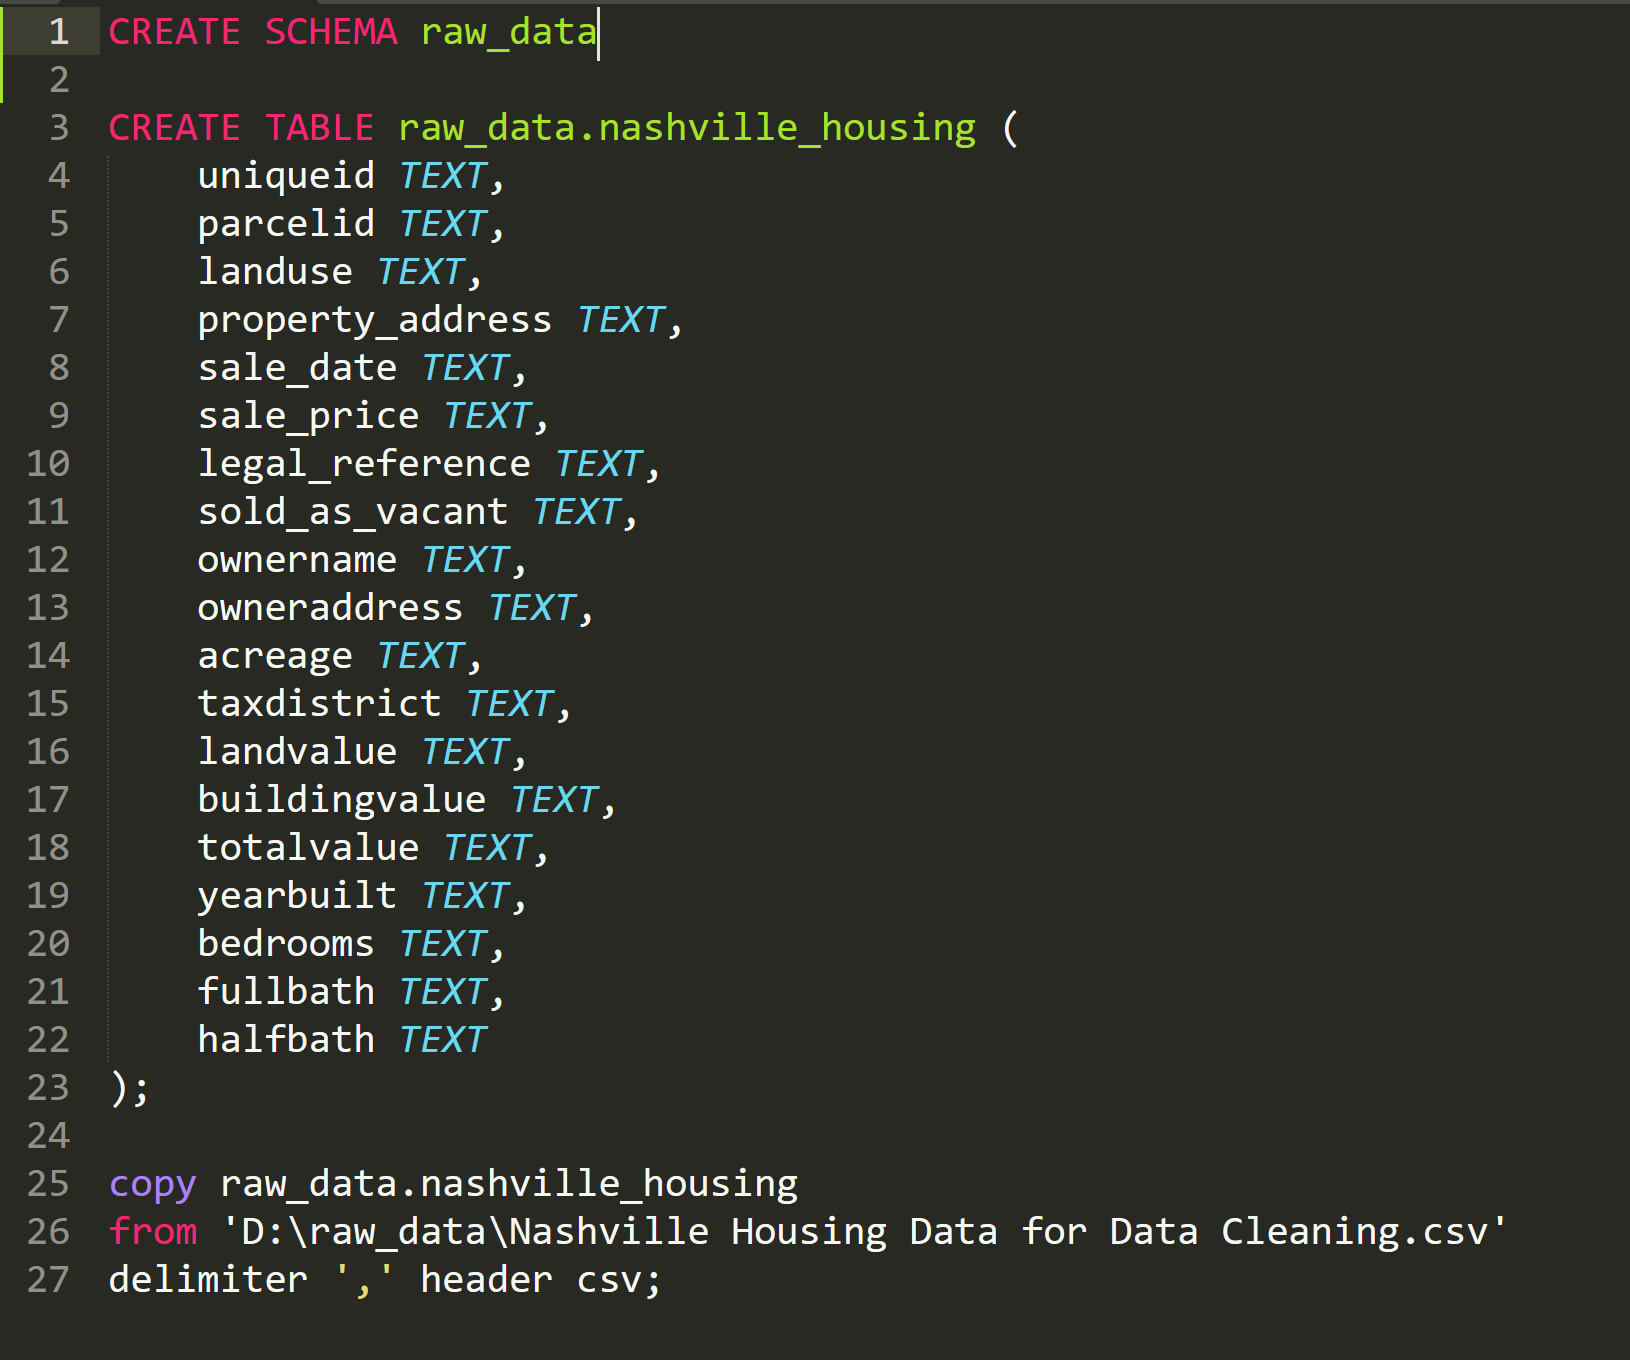 1 CREATE SCHEMA raw_data
2
3 CREATE TABLE raw_data.nashville_housing (
4     uniqueid TEXT,
5     parcelid TEXT,
6     landuse TEXT,
7     property_address TEXT,
8     sale_date TEXT,
9     sale_price TEXT,
10     legal_reference TEXT,
11     sold_as_vacant TEXT,
12     ownername TEXT,
13     owneraddress TEXT,
14     acreage TEXT,
15     taxdistrict TEXT,
16     landvalue TEXT,
17     buildingvalue TEXT,
18     totalvalue TEXT,
19     yearbuilt TEXT,
20     bedrooms TEXT,
21     fullbath TEXT,
22     halfbath TEXT
23 );
24
25 copy raw_data.nashville_housing
26 from 'D:\raw_data\Nashville Housing Data for Data Cleaning.csv'
27 delimiter ',' header csv;